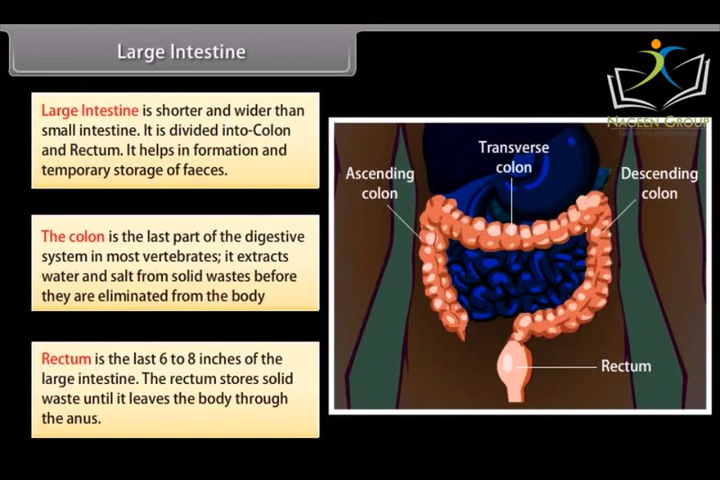 Large Intestine
NAGEEN GROUP
Large Intestine is shorter and wider than
small intestine. It is divided into-Colon
and Rectum. It helps in formation and
temporary storage of faeces.
The colon is the last part of the digestive
system in most vertebrates; it extracts
water and salt from solid wastes before
they are eliminated from the body
Rectum is the last 6 to 8 inches of the
large intestine. The rectum stores solid
waste until it leaves the body through
the anus.
Transverse
colon
Ascending
colon
Descending
colon
Rectum